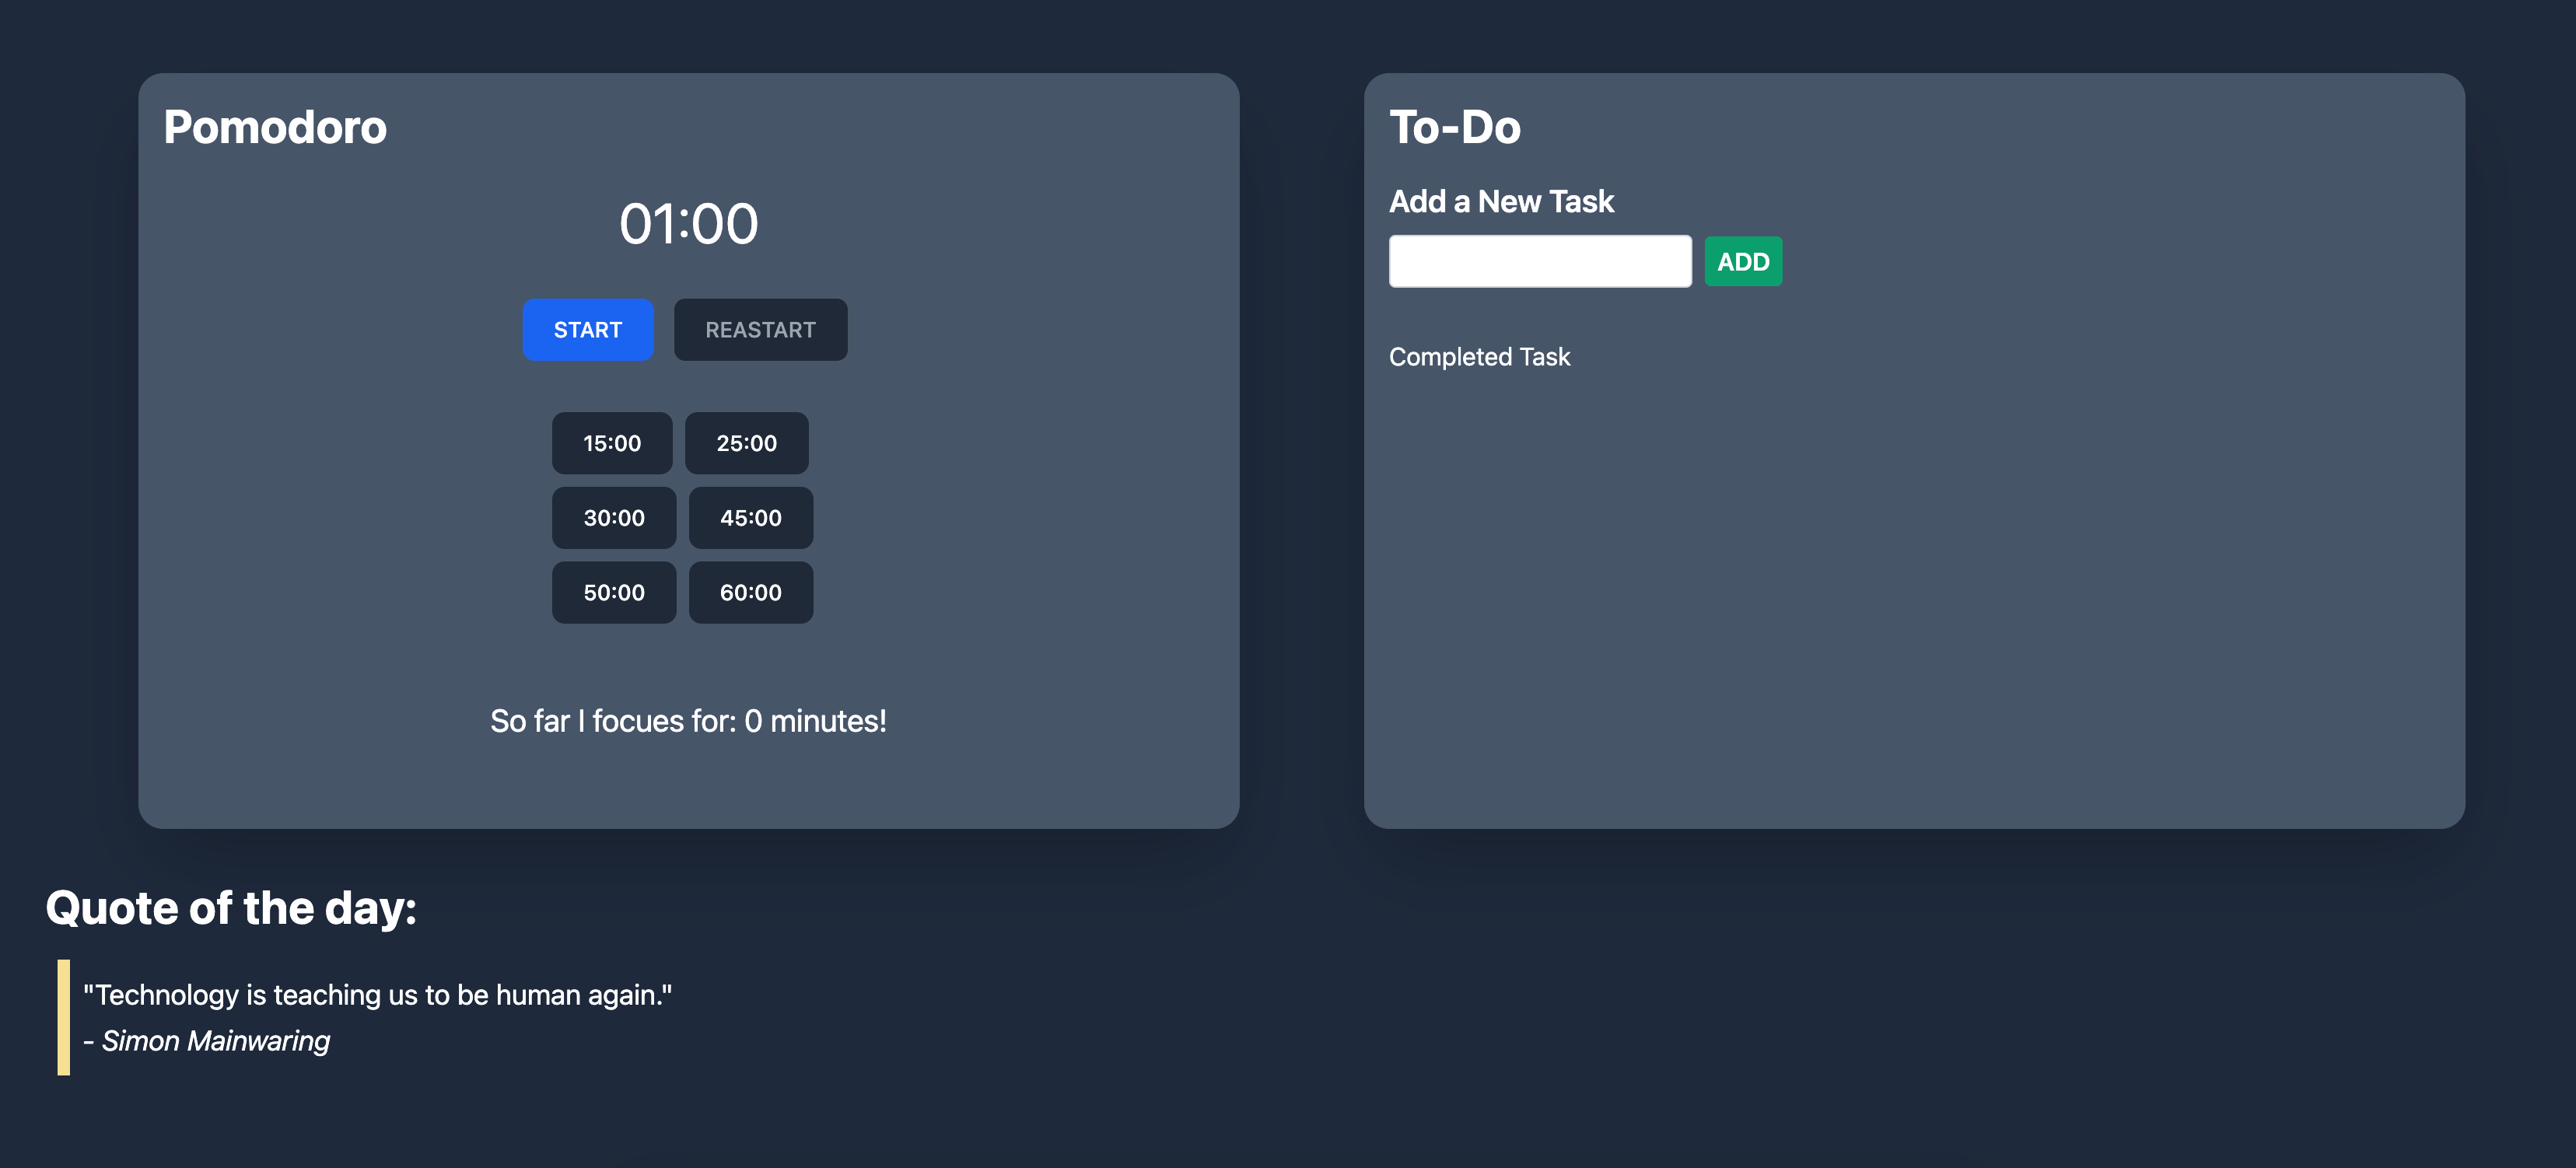 Pomodoro
01:00
START REASTART
15:00 25:00
30:00 45:00
50:00 60:00
So far I focues for: 0 minutes!
To-Do
Add a New Task
ADD
Completed Task
Quote of the day:
"Technology is teaching us to be human again."
- Simon Mainwaring